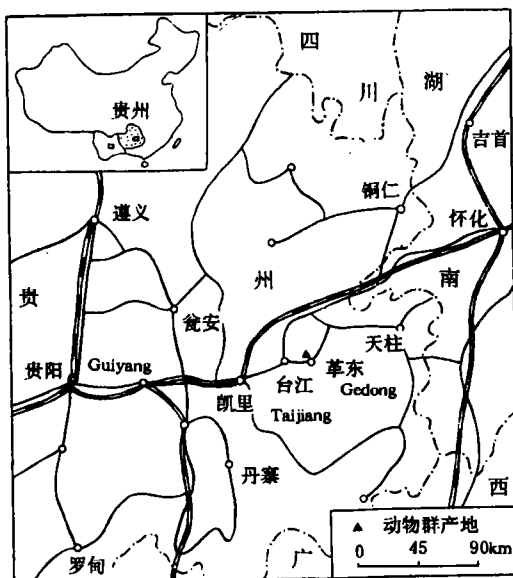 四
川
湖
贵州
吉首
铜仁
遵义
怀化
贵
州
南
瓮安
天柱
贵阳
Guiyang
革东
台江
Gedong
凯里
Taijiang
丹寨
西
动物群产地
罗甸
广
0 45 90km